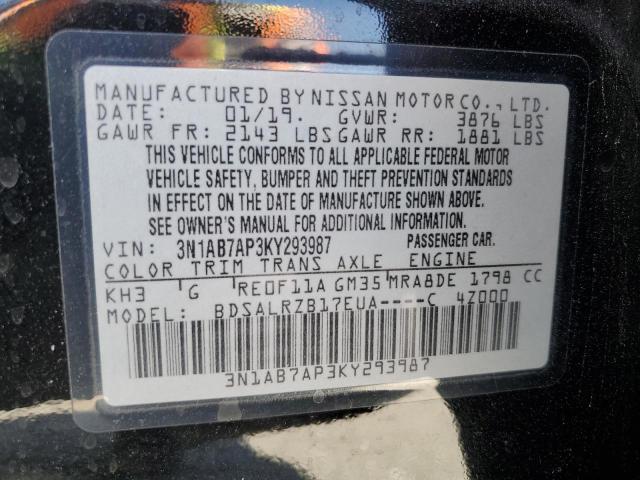 MANUFACTURED BY NISSAN MOTOR CO., LTD.
DATE: 01/19. GVWR: 3876 LBS
GAWR FR: 2143 LBS GAWR RR: 1881 LBS
THIS VEHICLE CONFORMS TO ALL APPLICABLE FEDERAL MOTOR
VEHICLE SAFETY, BUMPER AND THEFT PREVENTION STANDARDS
IN EFFECT ON THE DATE OF MANUFACTURE SHOWN ABOVE.
SEE OWNER'S MANUAL FOR ADDITIONAL INFORMATION.
VIN: 3N1AB7AP3KY293987 PASSENGER CAR.
COLOR TRIM TRANS AXLE ENGINE
KH3 G RE0F11A GM35 MRA8DE 1798 CC
MODEL: BDSALRZB17EUA----C 4Z000
3N1AB7AP3KY293987